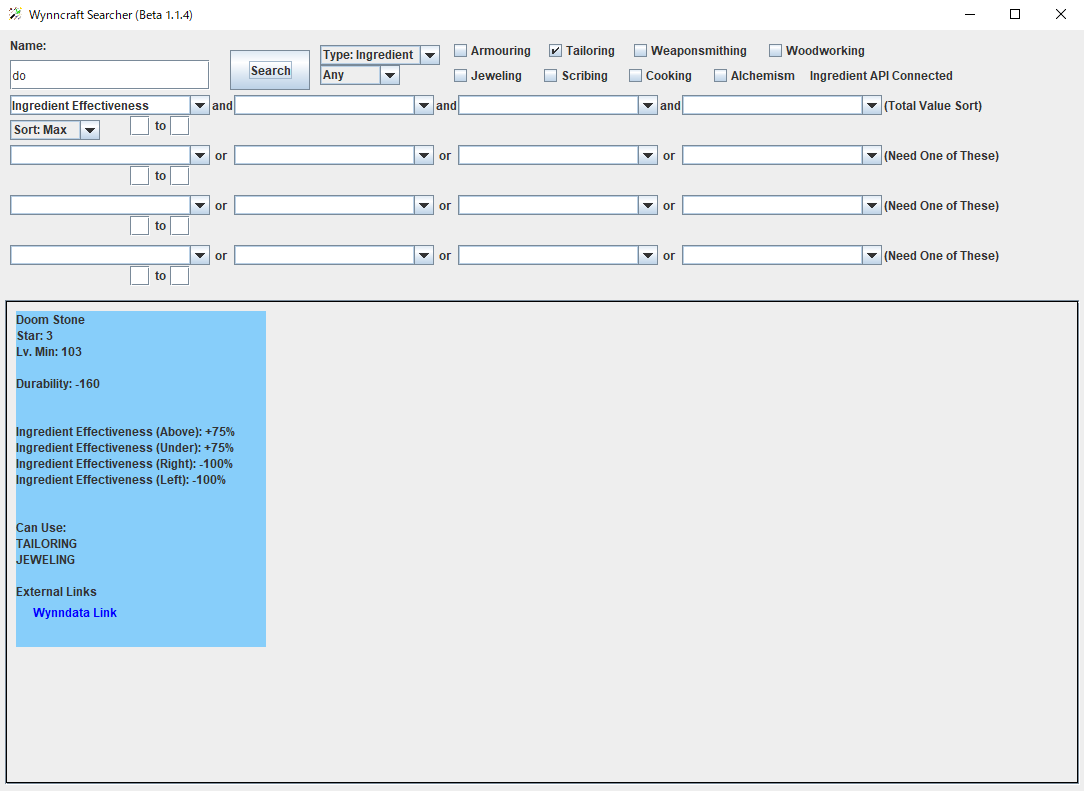 Wynncraft Searcher (Beta 1.1.4)
Name:
do
Search
Type: Ingredient
Any
Armouring Tailoring Weaponsmithing Woodworking
Jeweling Scribing Cooking Alchemism Ingredient API Connected
Ingredient Effectiveness and and and (Total Value Sort)
Sort: Max to
or or or (Need One of These)
to
or or or (Need One of These)
to
or or or (Need One of These)
to
Doom Stone
Star: 3
Lv. Min: 103
Durability: -160
Ingredient Effectiveness (Above): +75%
Ingredient Effectiveness (Under): +75%
Ingredient Effectiveness (Right): -100%
Ingredient Effectiveness (Left): -100%
Can Use:
TAILORING
JEWELING
External Links
Wynndata Link